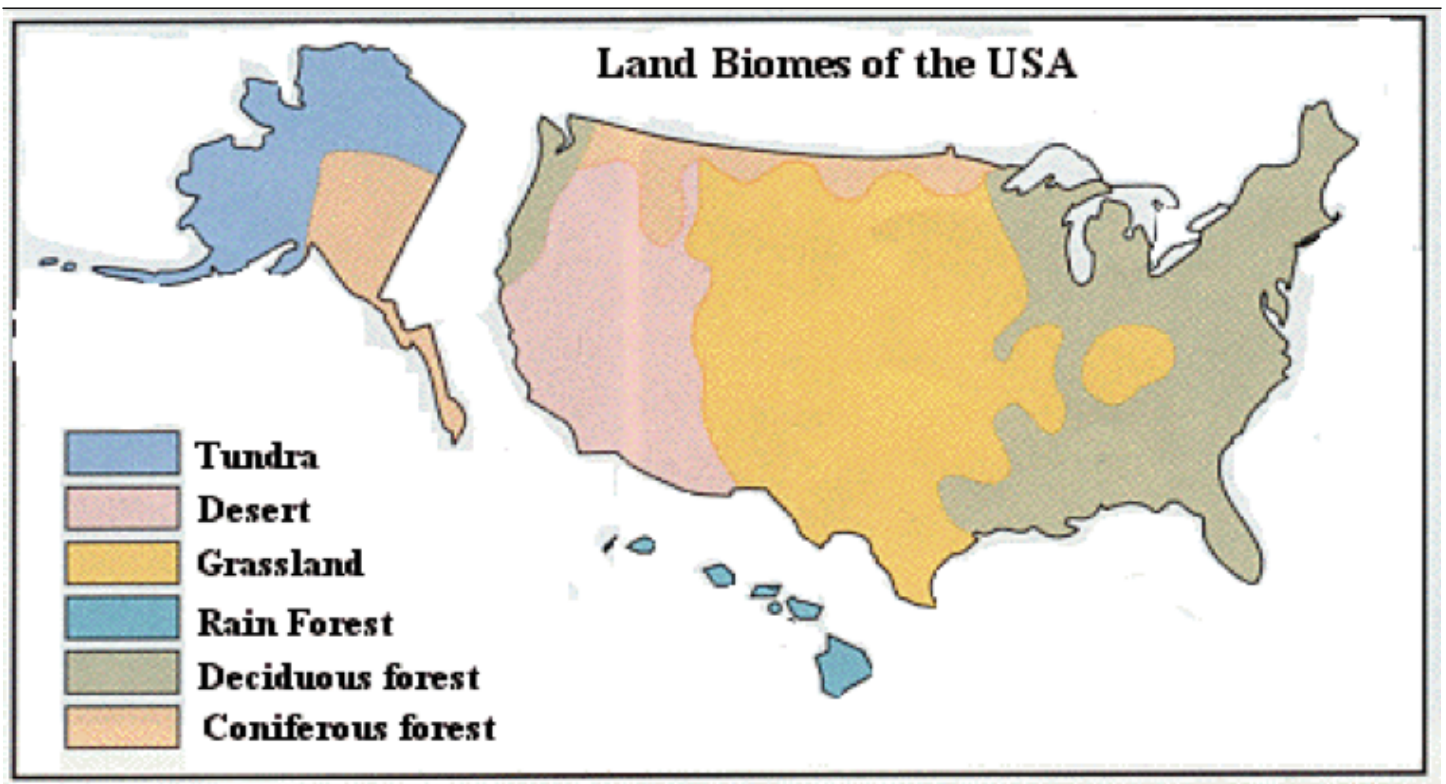 Land Biomes of the USA
Tundra
Desert
Grassland
Rain Forest
Deciduous forest
Coniferous forest